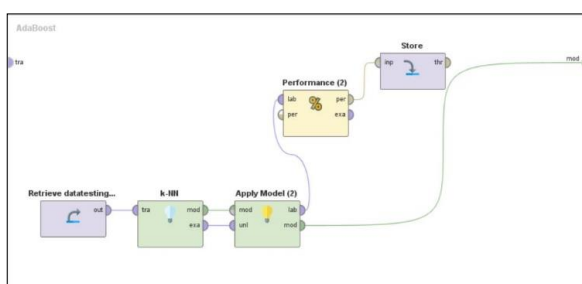 AdaBoost
tra
mod
Store
inp
thr
Performance (2)
lab
per
per
exa
Retrieve datatesting...
out
k-NN
tra
mod
exa
Apply Model (2)
mod
lab
unl
mod